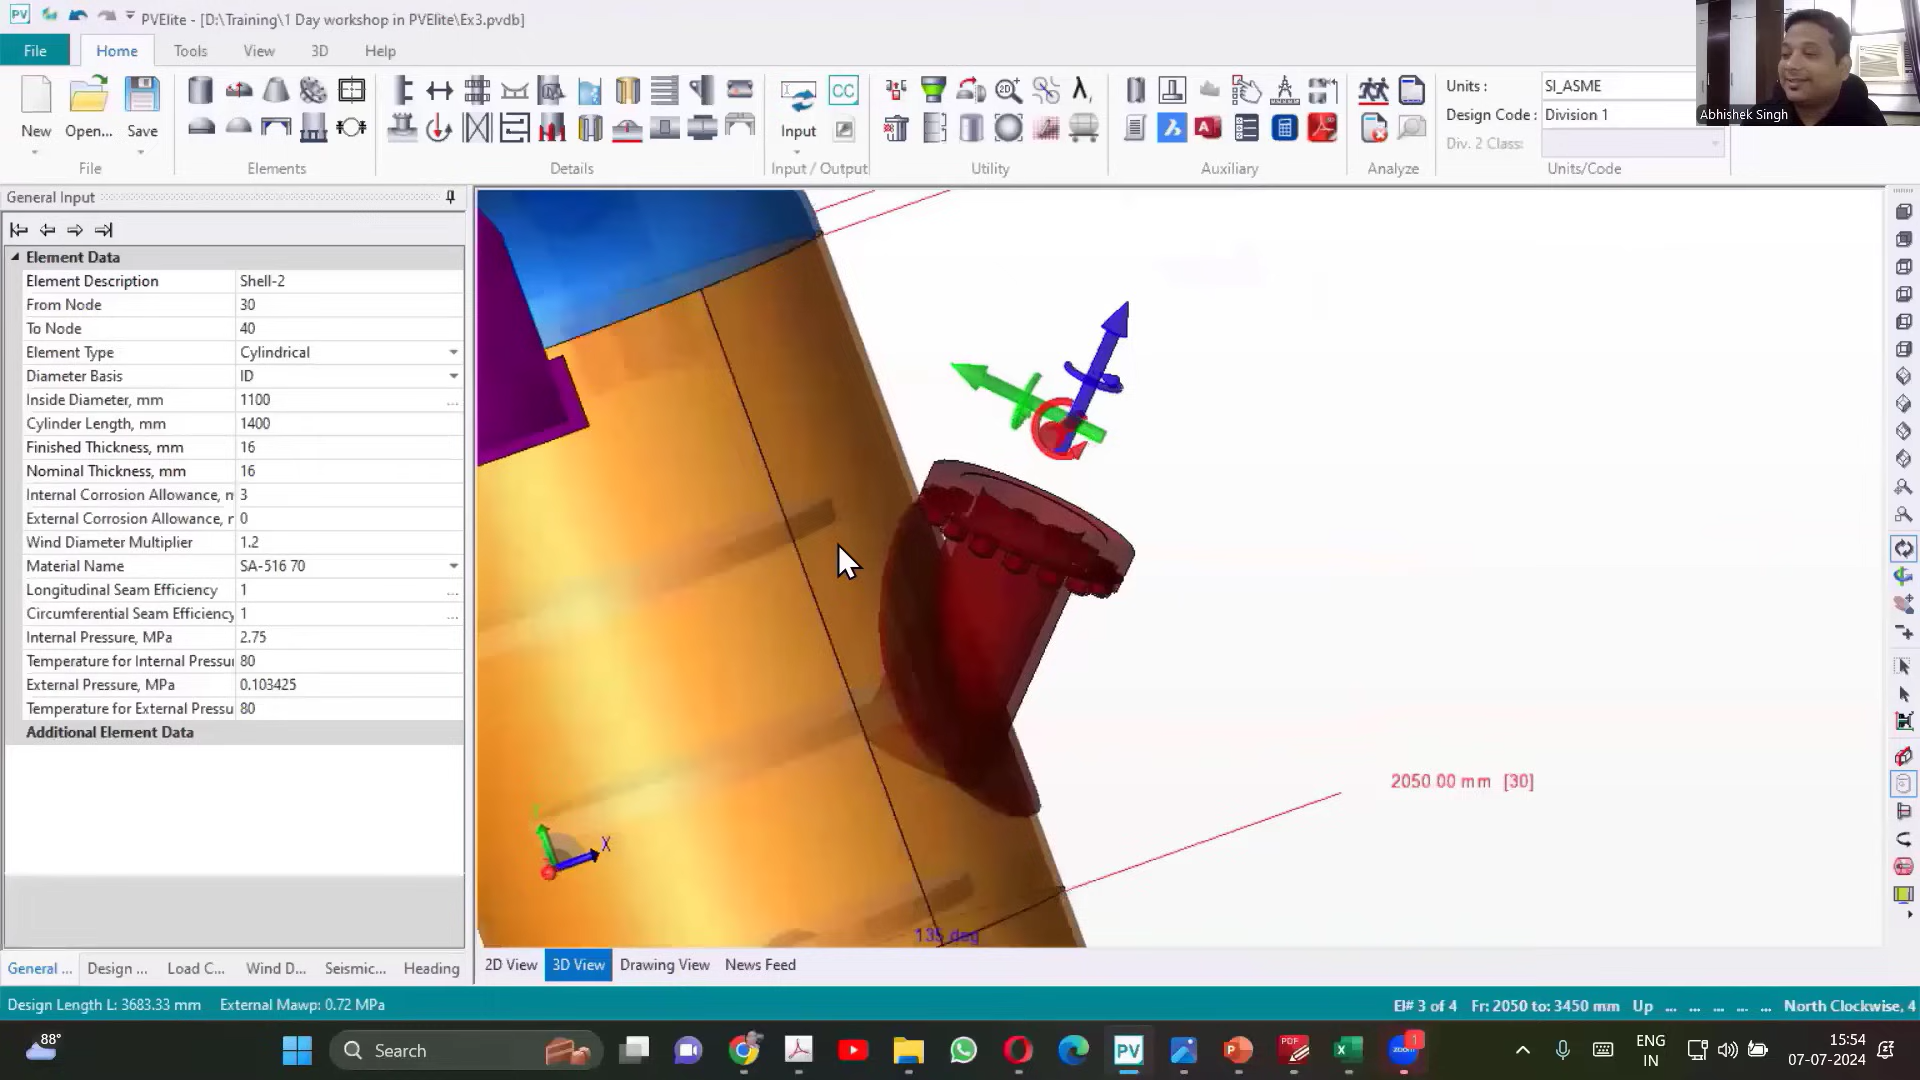 PVElite - [D:\Training\1 Day workshop in PVElite\Ex3.pvdb]
File Home Tools View 3D Help
New Open... Save
Input
CC
File Elements Details Input / Output Utility Auxiliary Analyze Units/Code
Units : SI_ASME
Design Code : Division 1
Div. 2 Class:
Abhishek Singh
General Input
Element Data
Element Description Shell-2
From Node 30
To Node 40
Element Type Cylindrical
Diameter Basis ID
Inside Diameter, mm 1100 ...
Cylinder Length, mm 1400
Finished Thickness, mm 16
Nominal Thickness, mm 16
Internal Corrosion Allowance, n 3
External Corrosion Allowance, r 0
Wind Diameter Multiplier 1.2
Material Name SA-516 70
Longitudinal Seam Efficiency 1 ...
Circumferential Seam Efficiency 1 ...
Internal Pressure, MPa 2.75
Temperature for Internal Pressu 80
External Pressure, MPa 0.103425
Temperature for External Pressu 80
Additional Element Data
2050.00 mm [30]
X
135 deg
General ... Design ... Load C... Wind D... Seismic... Heading
2D View 3D View Drawing View News Feed
Design Length L: 3683.33 mm External Mawp: 0.72 MPa
El# 3 of 4 Fr: 2050 to: 3450 mm Up ... ... ... ... ... North Clockwise, 4
88°
Search
PV
ENG
IN
15:54
07-07-2024